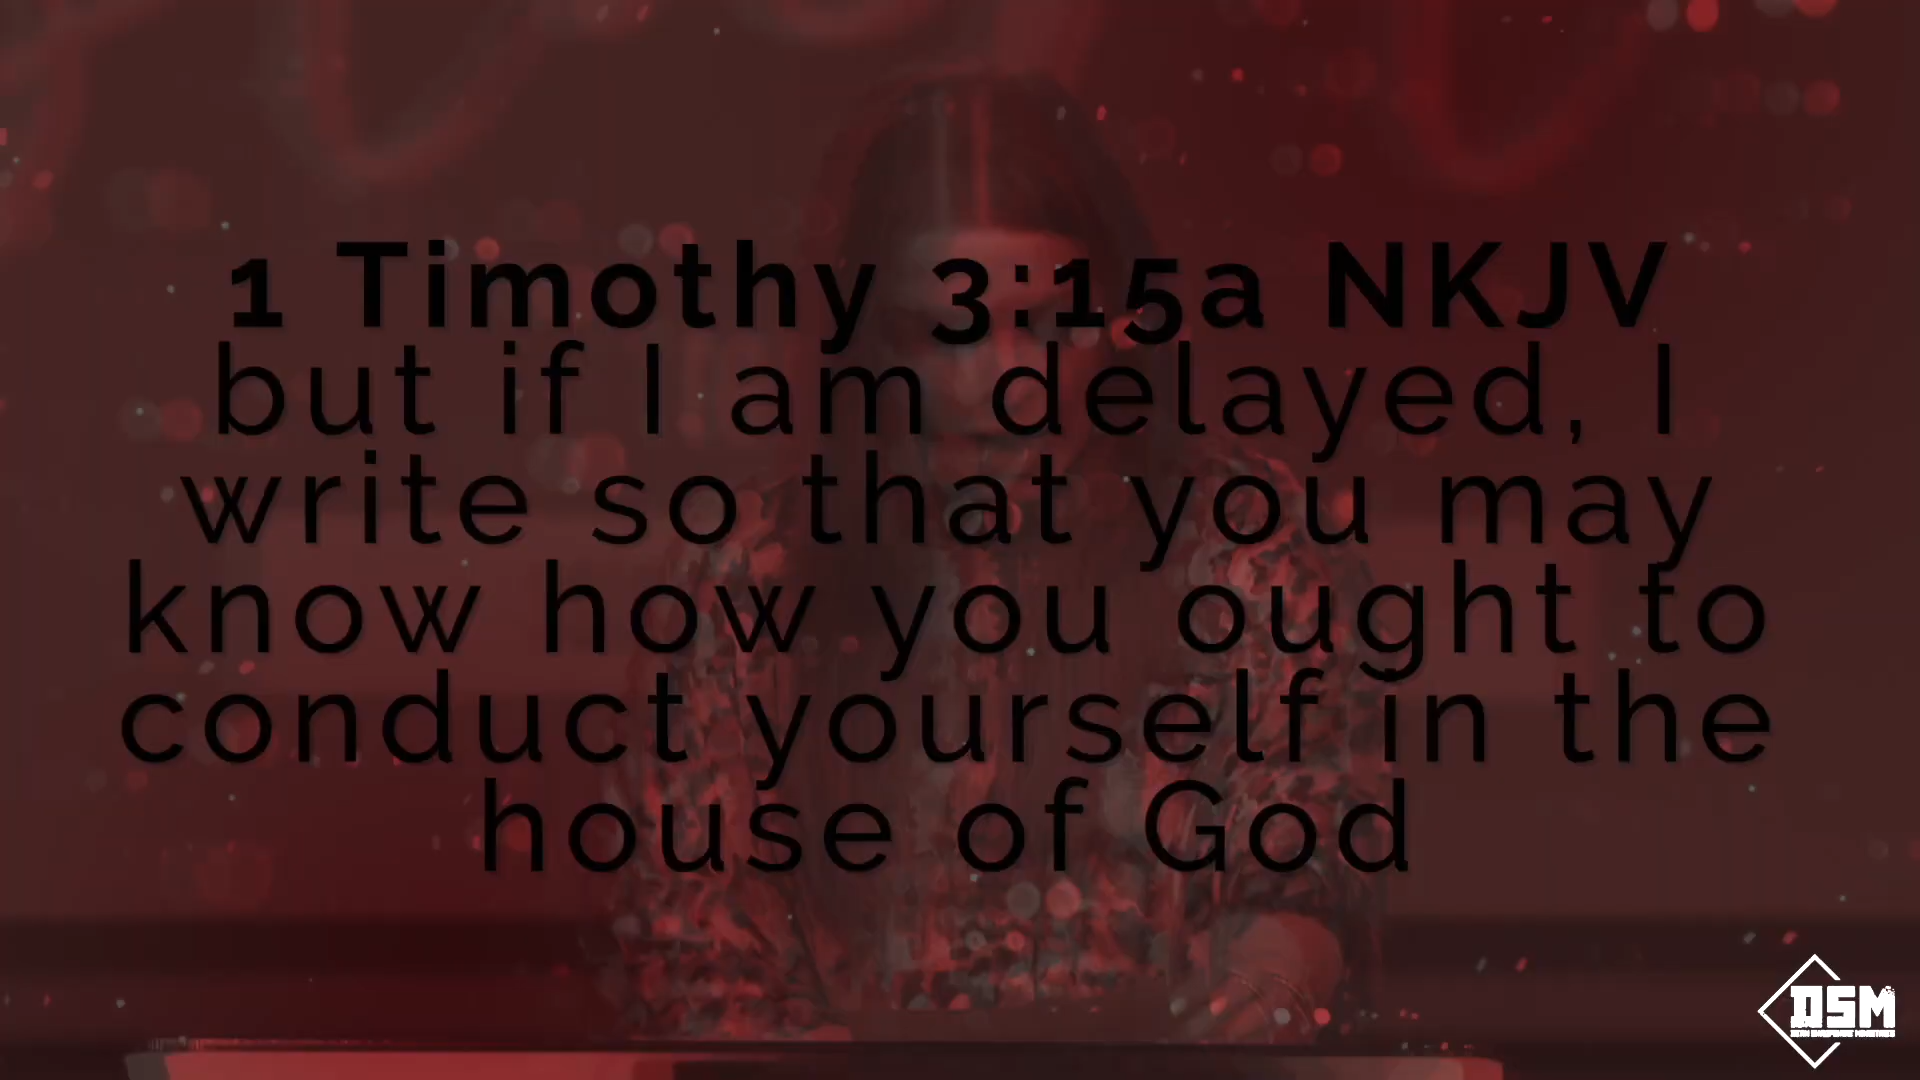 1 Timothy 3:15a NKJV
but if I am delayed, I
write so that you may
know how you ought to
conduct yourself in the
house of God
DSM